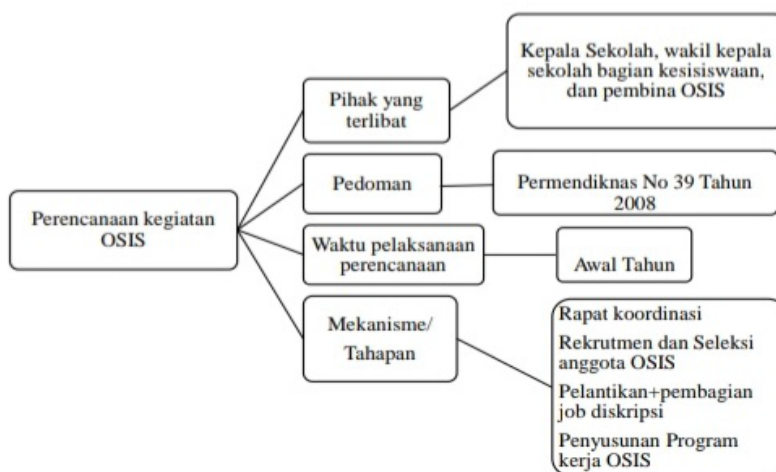 Perencanaan kegiatan
OSIS
Pihak yang
terlibat
Kepala Sekolah, wakil kepala
sekolah bagian kesisiswaan,
dan pembina OSIS
Pedoman
Permendiknas No 39 Tahun
2008
Waktu pelaksanaan
perencanaan
Awal Tahun
Mekanisme/
Tahapan
Rapat koordinasi
Rekrutmen dan Seleksi
anggota OSIS
Pelantikan+pembagian
job diskripsi
Penyusunan Program
kerja OSIS